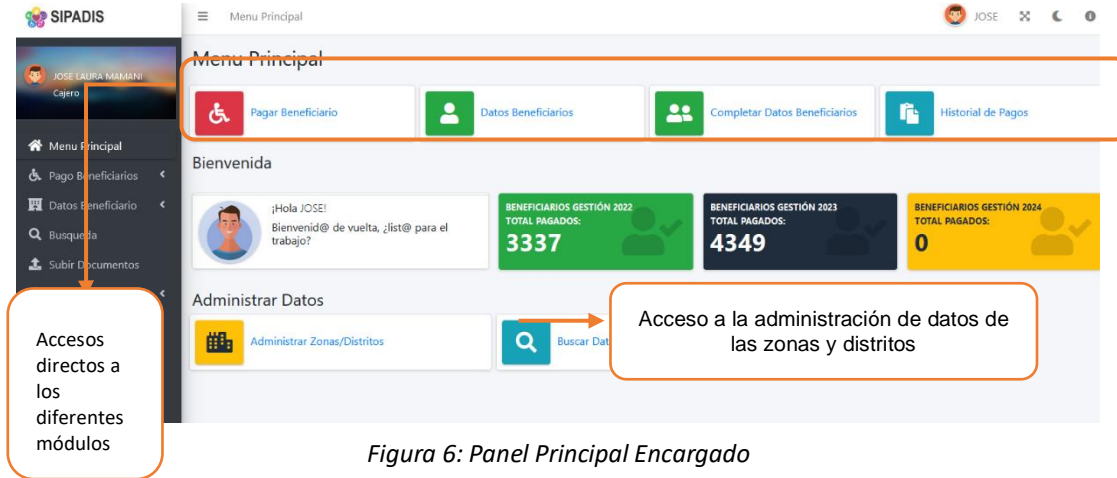 SIPADIS
Menu Principal
JOSE
JOSE LAURA MAMANI
Cajero
Menu Principal
Pago Beneficiarios
Datos Beneficiario
Busqueda
Subir Documentos
Menu Principal
Pagar Beneficiario
Datos Beneficiarios
Completar Datos Beneficiarios
Historial de Pagos
Bienvenida
¡Hola JOSE!
Bienvenid@ de vuelta, ¿list@ para el
trabajo?
BENEFICIARIOS GESTIÓN 2022
TOTAL PAGADOS:
3337
BENEFICIARIOS GESTIÓN 2023
TOTAL PAGADOS:
4349
BENEFICIARIOS GESTIÓN 2024
TOTAL PAGADOS:
0
Administrar Datos
Administrar Zonas/Distritos
Buscar Dat
Acceso a la administración de datos de
las zonas y distritos
Accesos
directos a
los
diferentes
módulos
Figura 6: Panel Principal Encargado